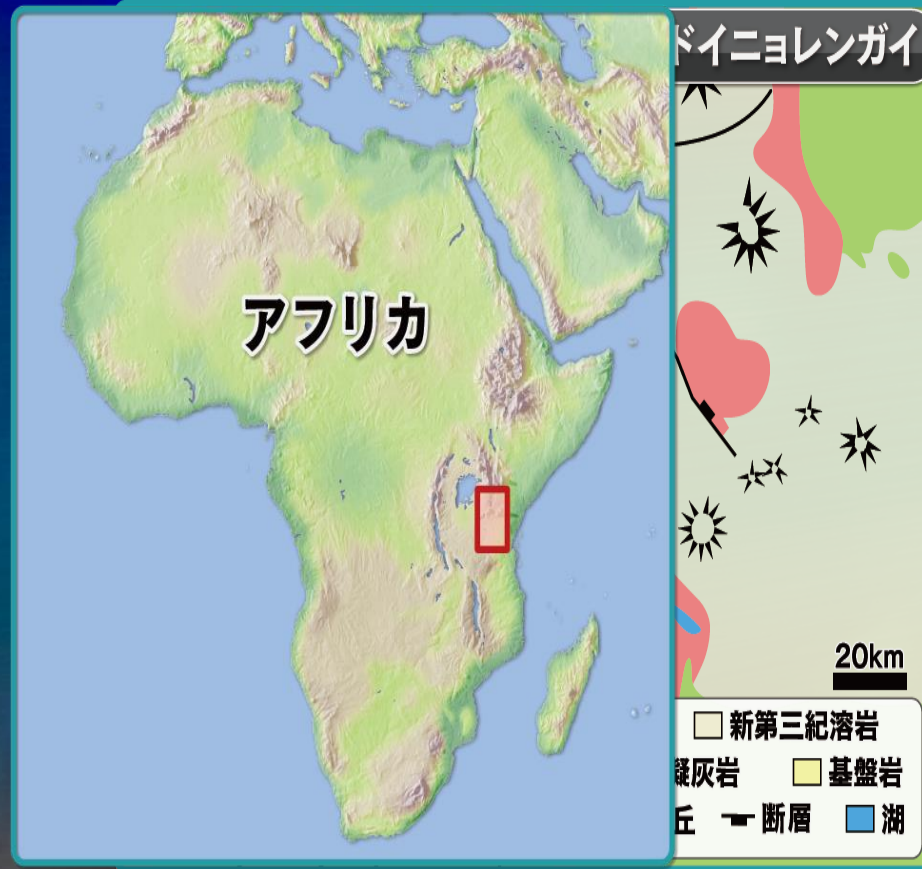 ドイニョレンガイ
アフリカ
20km
新第三紀溶岩
凝灰岩 基盤岩
丘 断層 湖